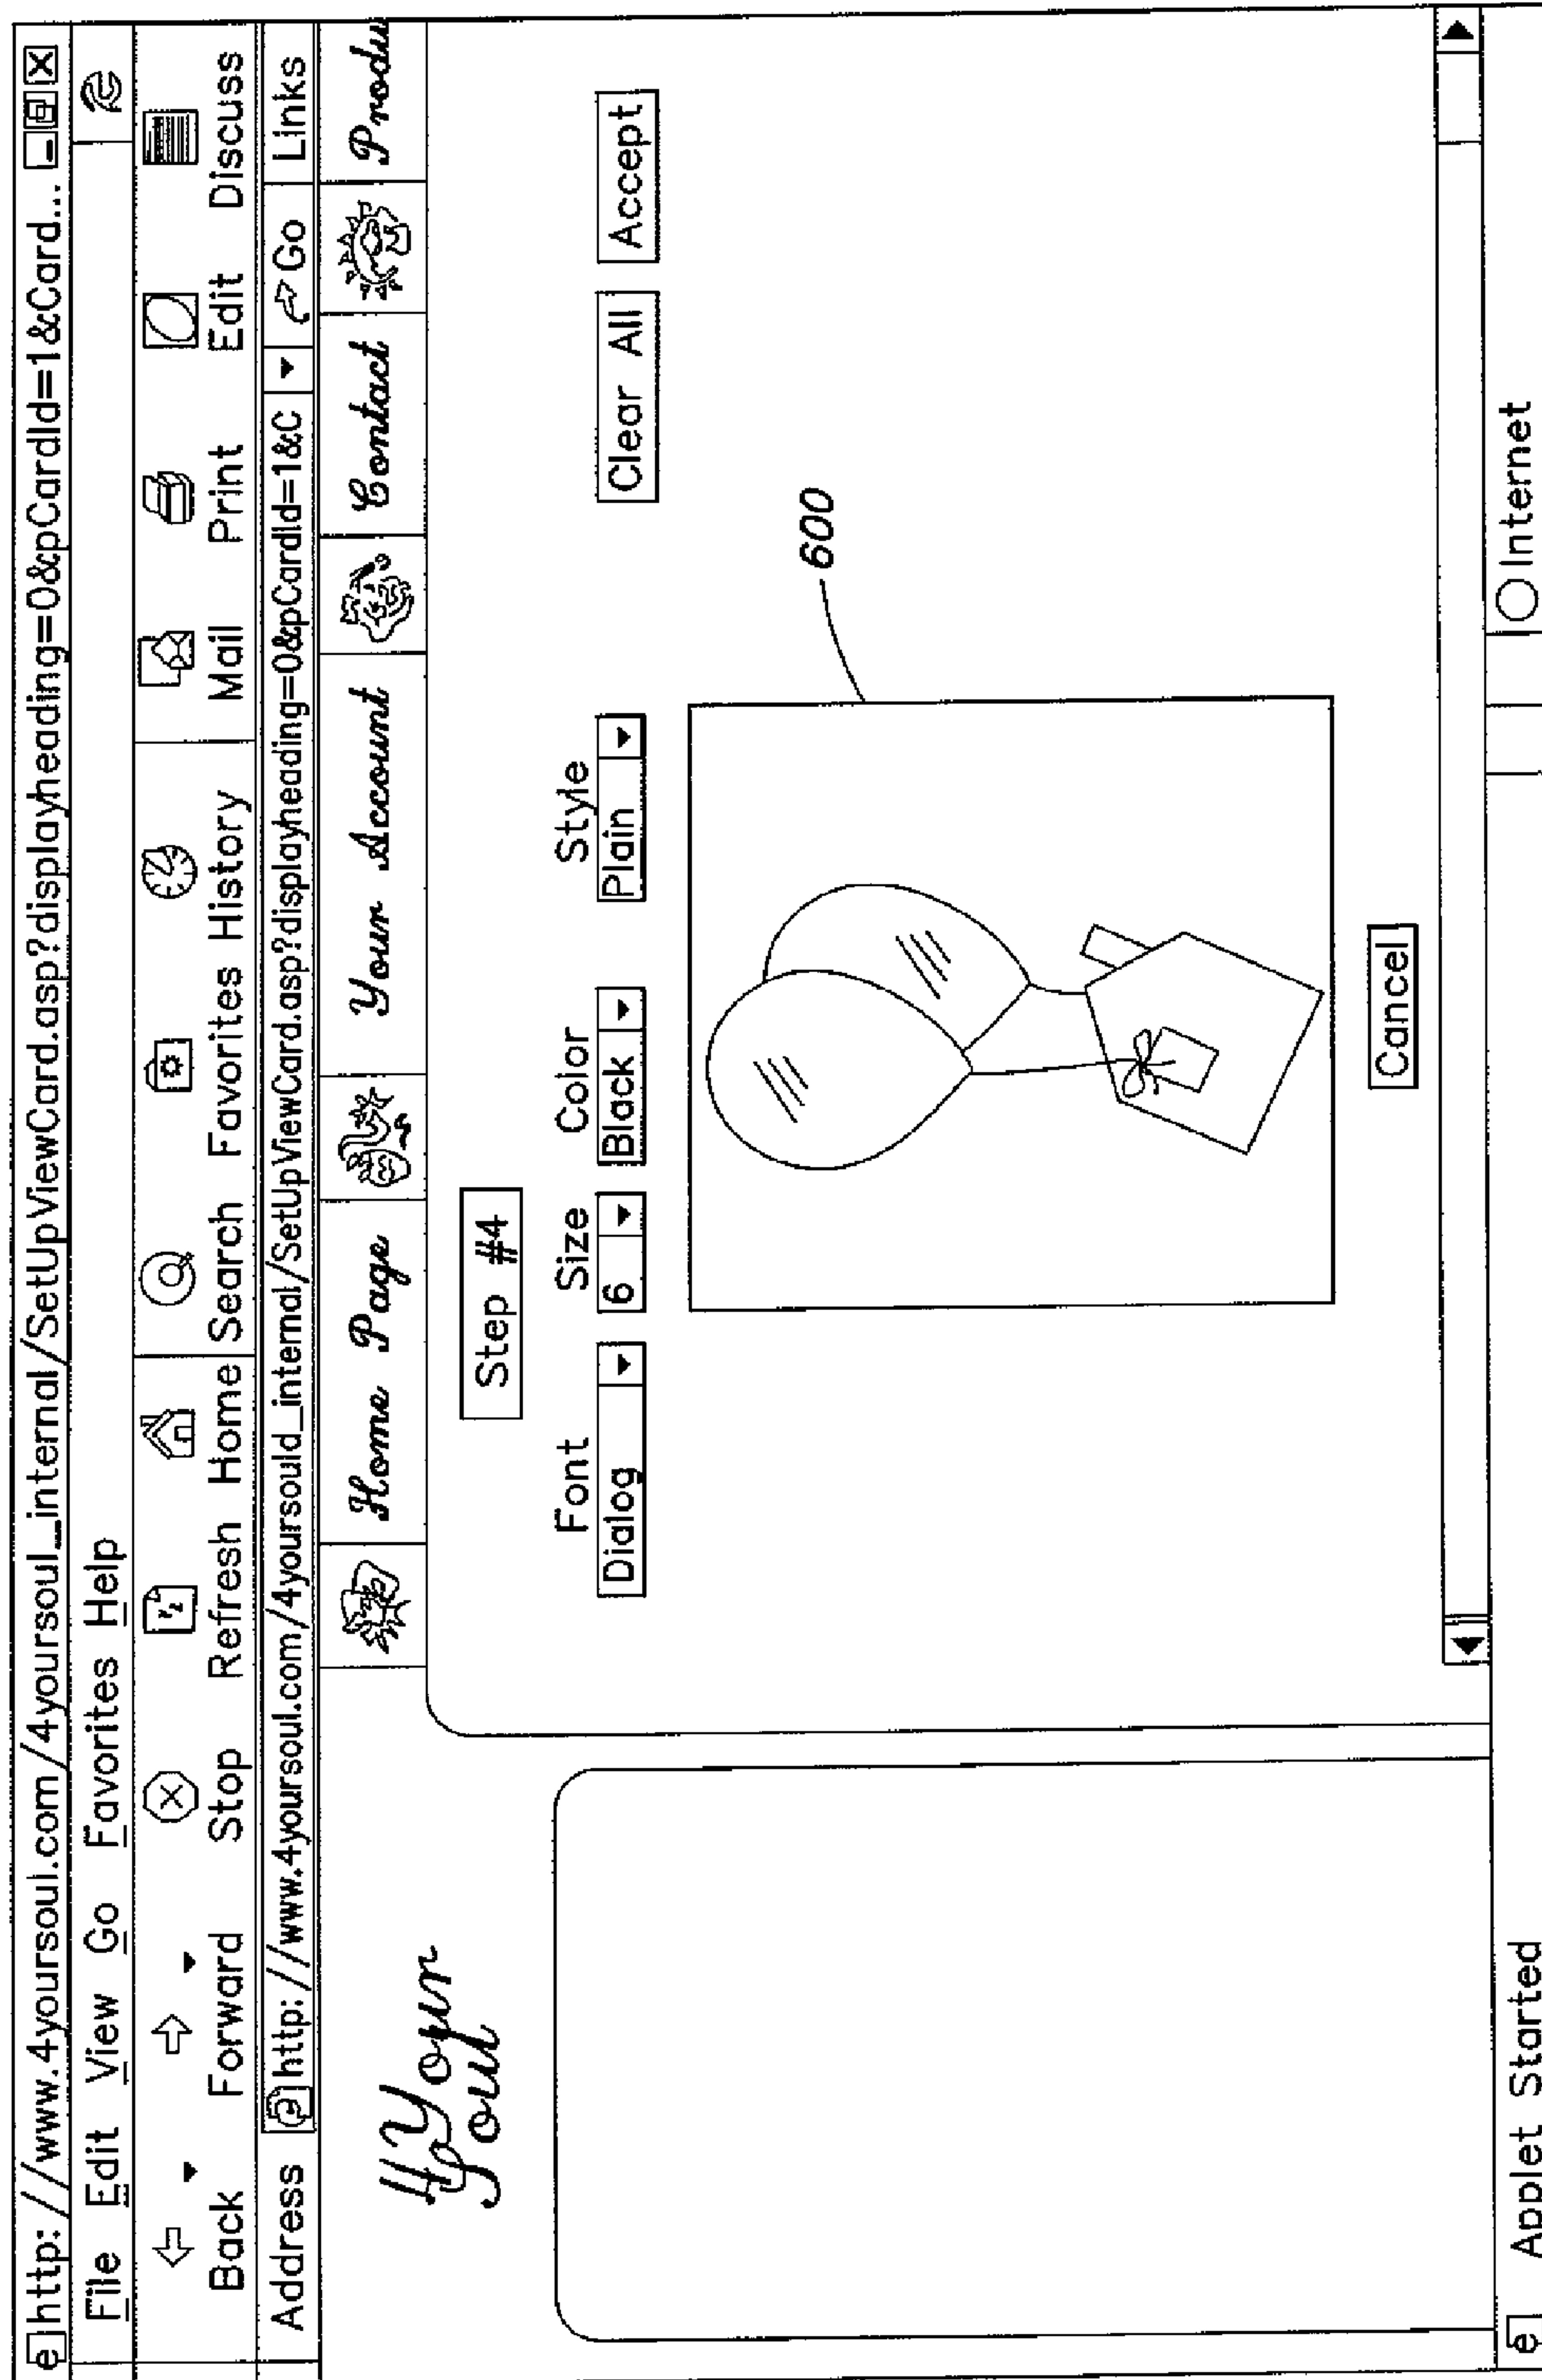 http://www.4yoursoul.com/4yoursoul_internal/SetUpViewCard.asp?displayheading=0&pCardId=1&Card...
File Edit View Go Favorites Help
Back Forward Stop Refresh Home Search Favorites History Mail Print Edit Discuss
Address http://www.4yoursoul.com/4yoursould_internal/SetUpViewCard.asp?displayheading=0&pCardId=1&C Go Links
Home Page Your Account Contact Produ
4Your
Soul
Step #4
Font Size Color Style
Dialog 6 Black Plain Clear All Accept
600
Cancel
Applet Started Internet